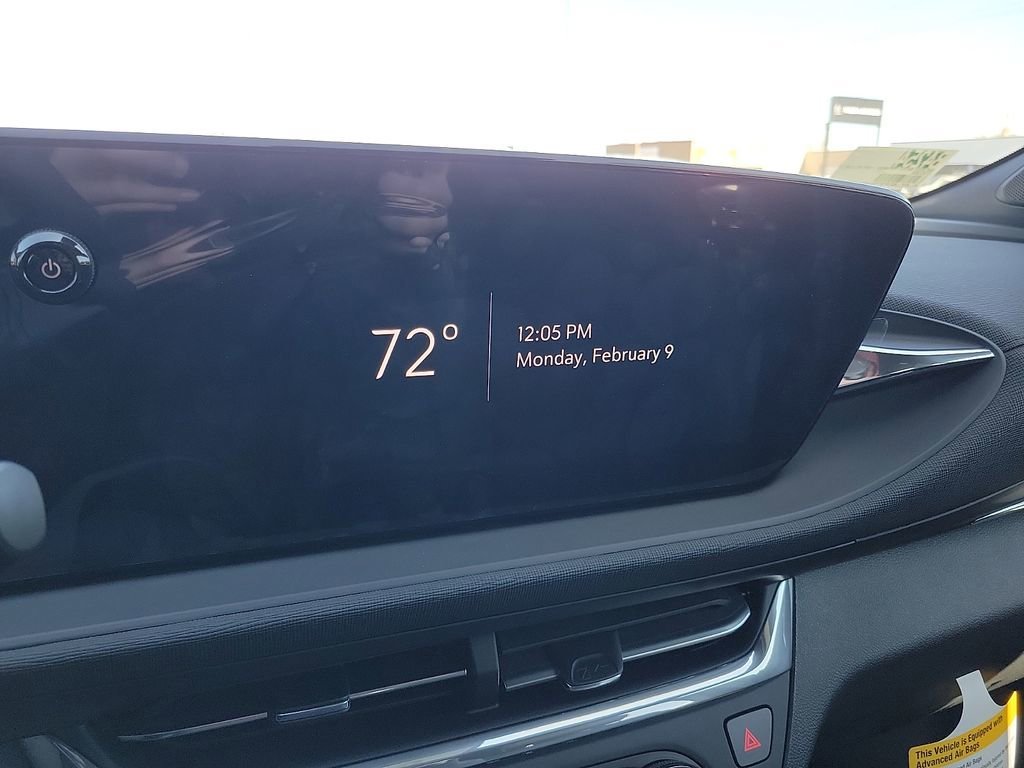 72°
12:05 PM
Monday, February 9
This Vehicle is Equipped with
Advanced Air Bags